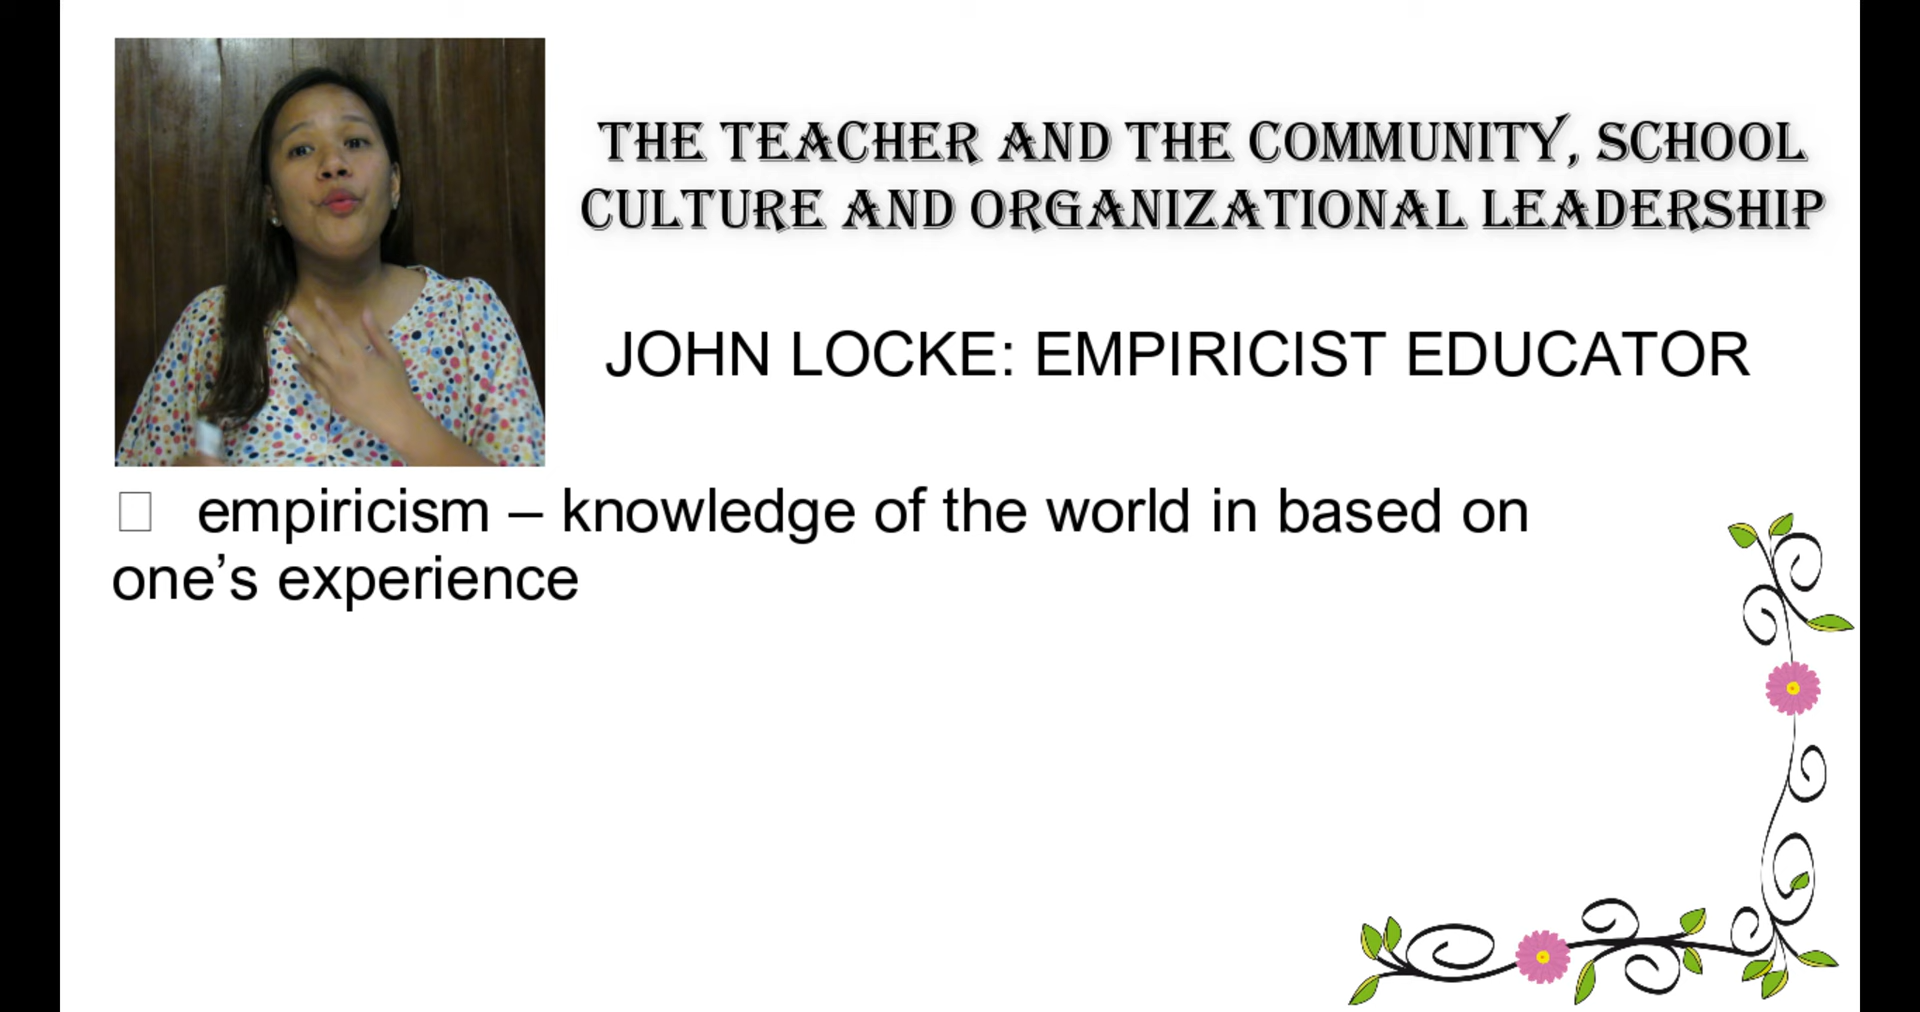 THE TEACHER AND THE COMMUNITY, SCHOOL
CULTURE AND ORGANIZATIONAL LEADERSHIP
JOHN LOCKE: EMPIRICIST EDUCATOR
empiricism – knowledge of the world in based on
one’s experience